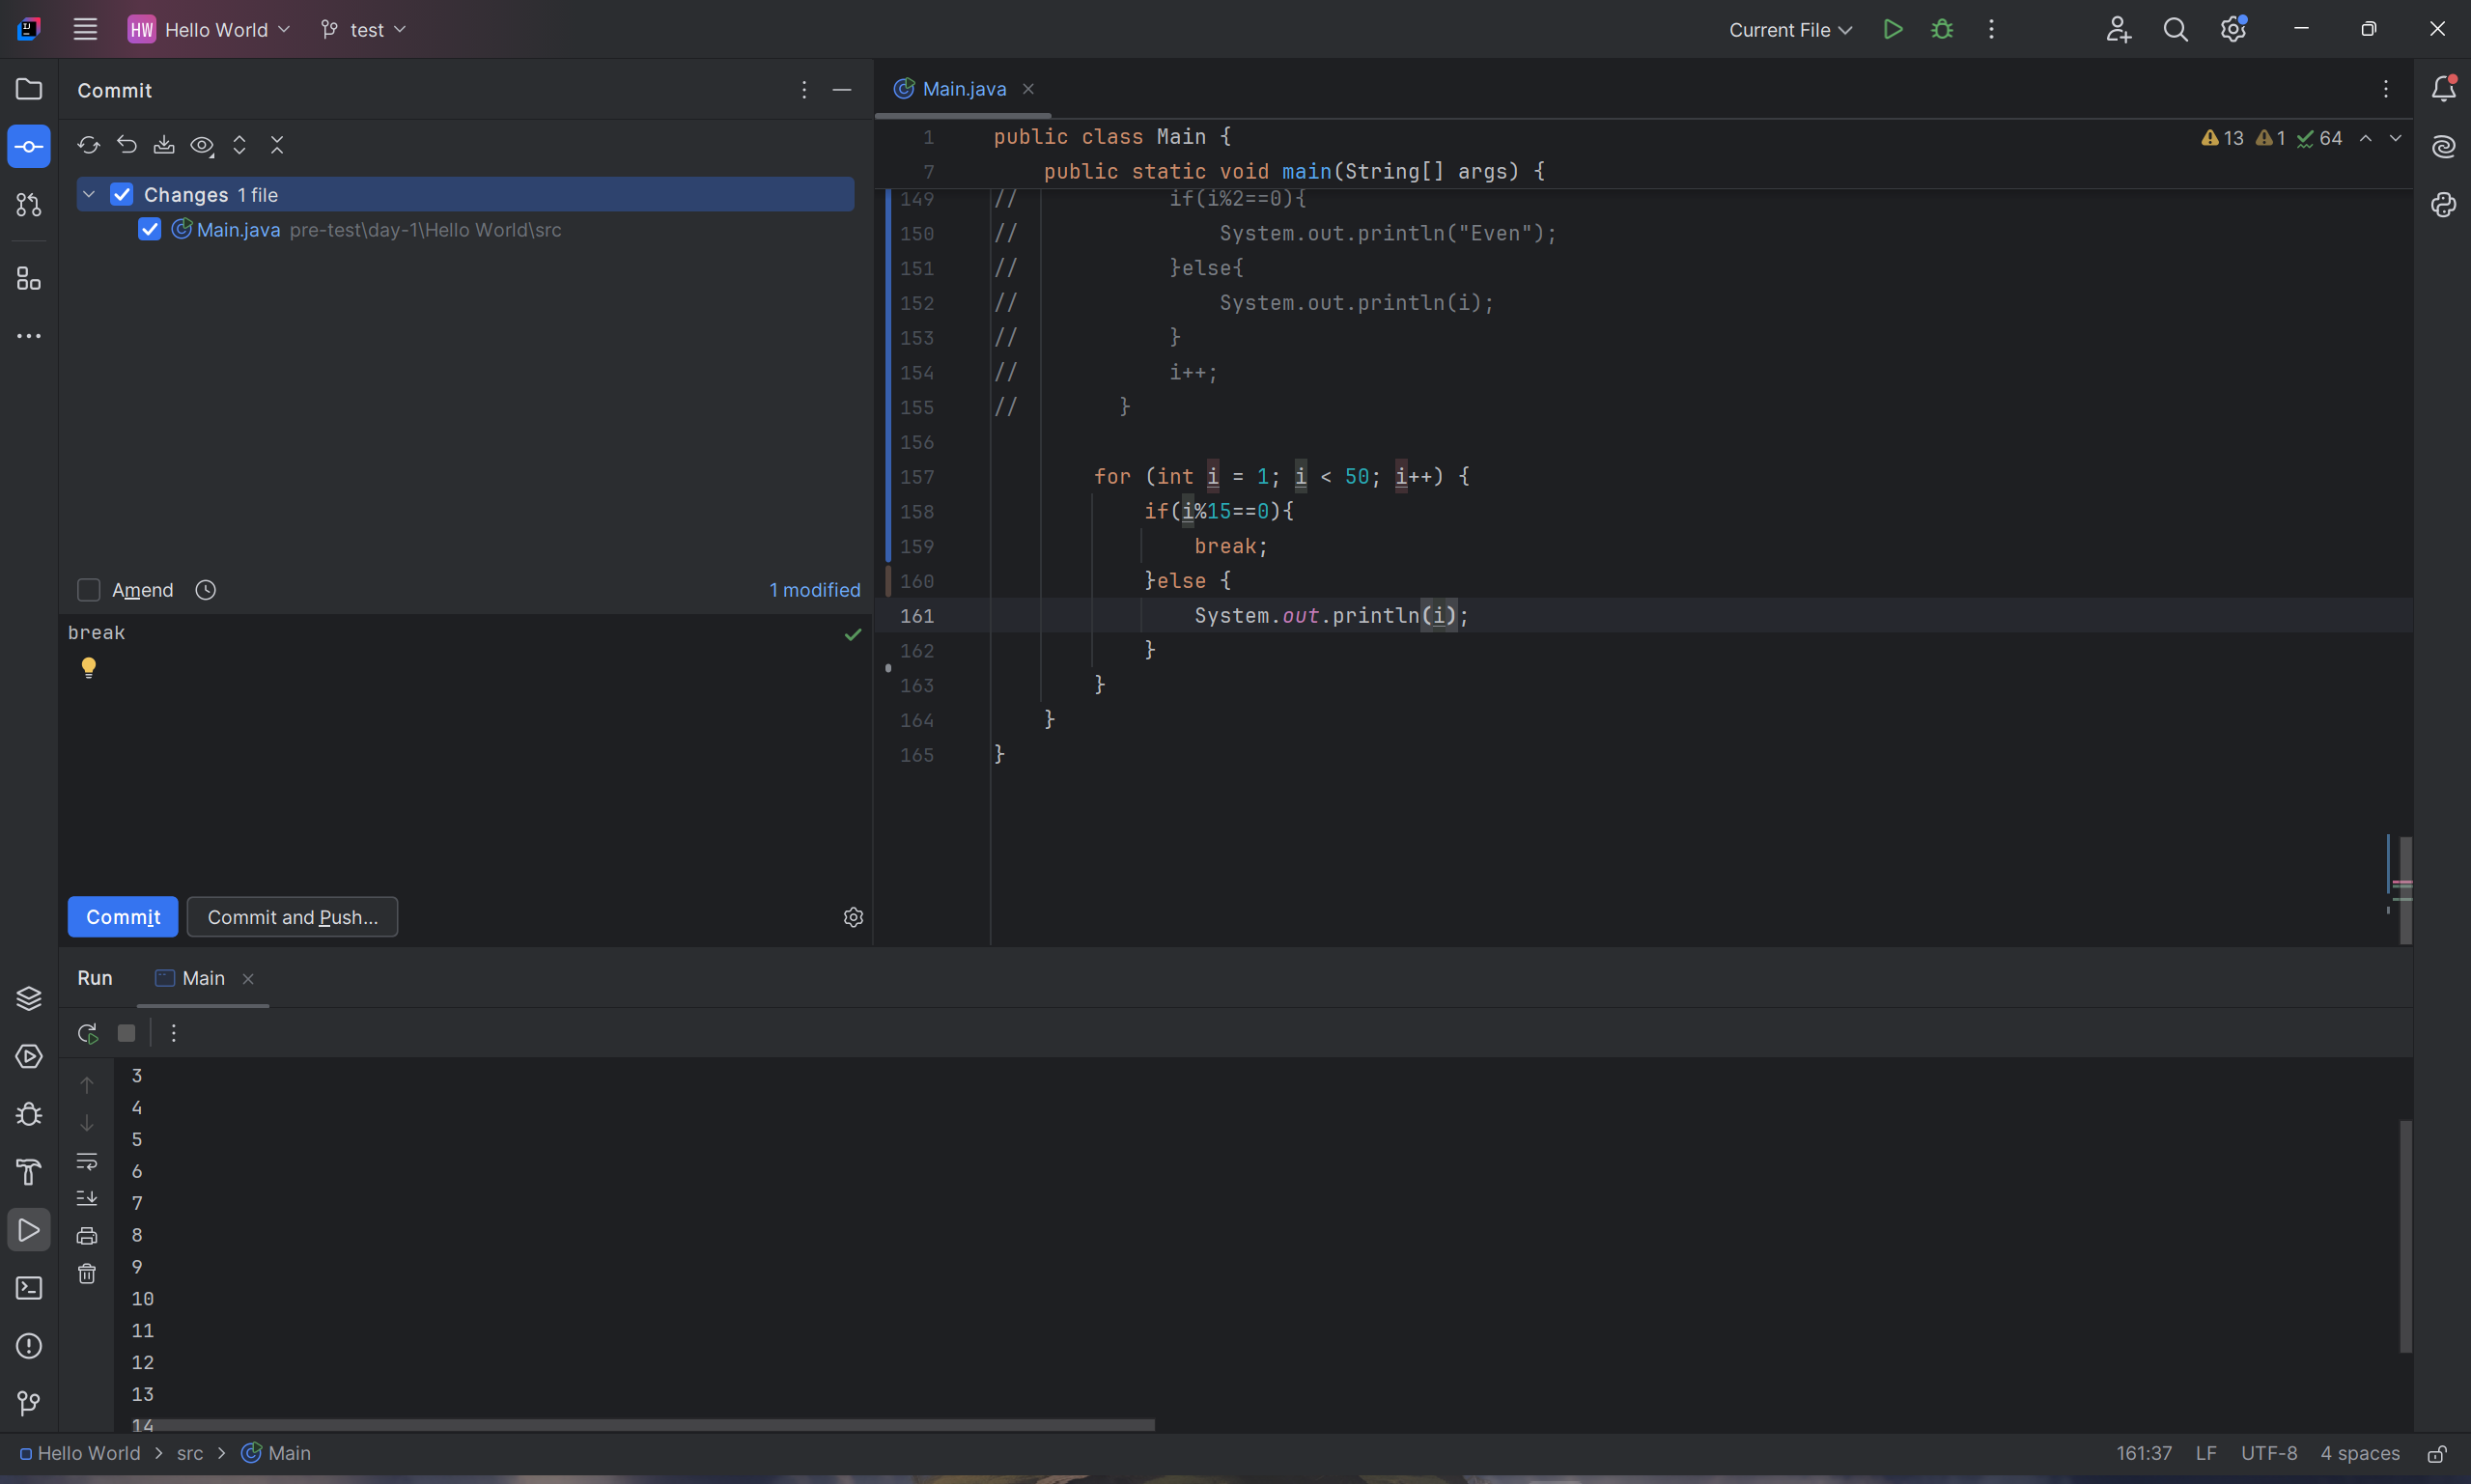 HW Hello World test Current File
Commit
Changes 1 file
Main.java pre-test\day-1\Hello World\src
Amend 1 modified
break
Commit Commit and Push...
Main.java
13 1 64
1 public class Main {
7     public static void main(String[] args) {
149 //            if(i%2==0){
150 //                System.out.println("Even");
151 //            }else{
152 //                System.out.println(i);
153 //            }
154 //            i++;
155 //        }
156
157         for (int i = 1; i < 50; i++) {
158             if(i%15==0){
159                 break;
160             }else {
161                 System.out.println(i);
162             }
163         }
164     }
165 }
Run Main
3
4
5
6
7
8
9
10
11
12
13
14
Hello World > src > Main 161:37 LF UTF-8 4 spaces